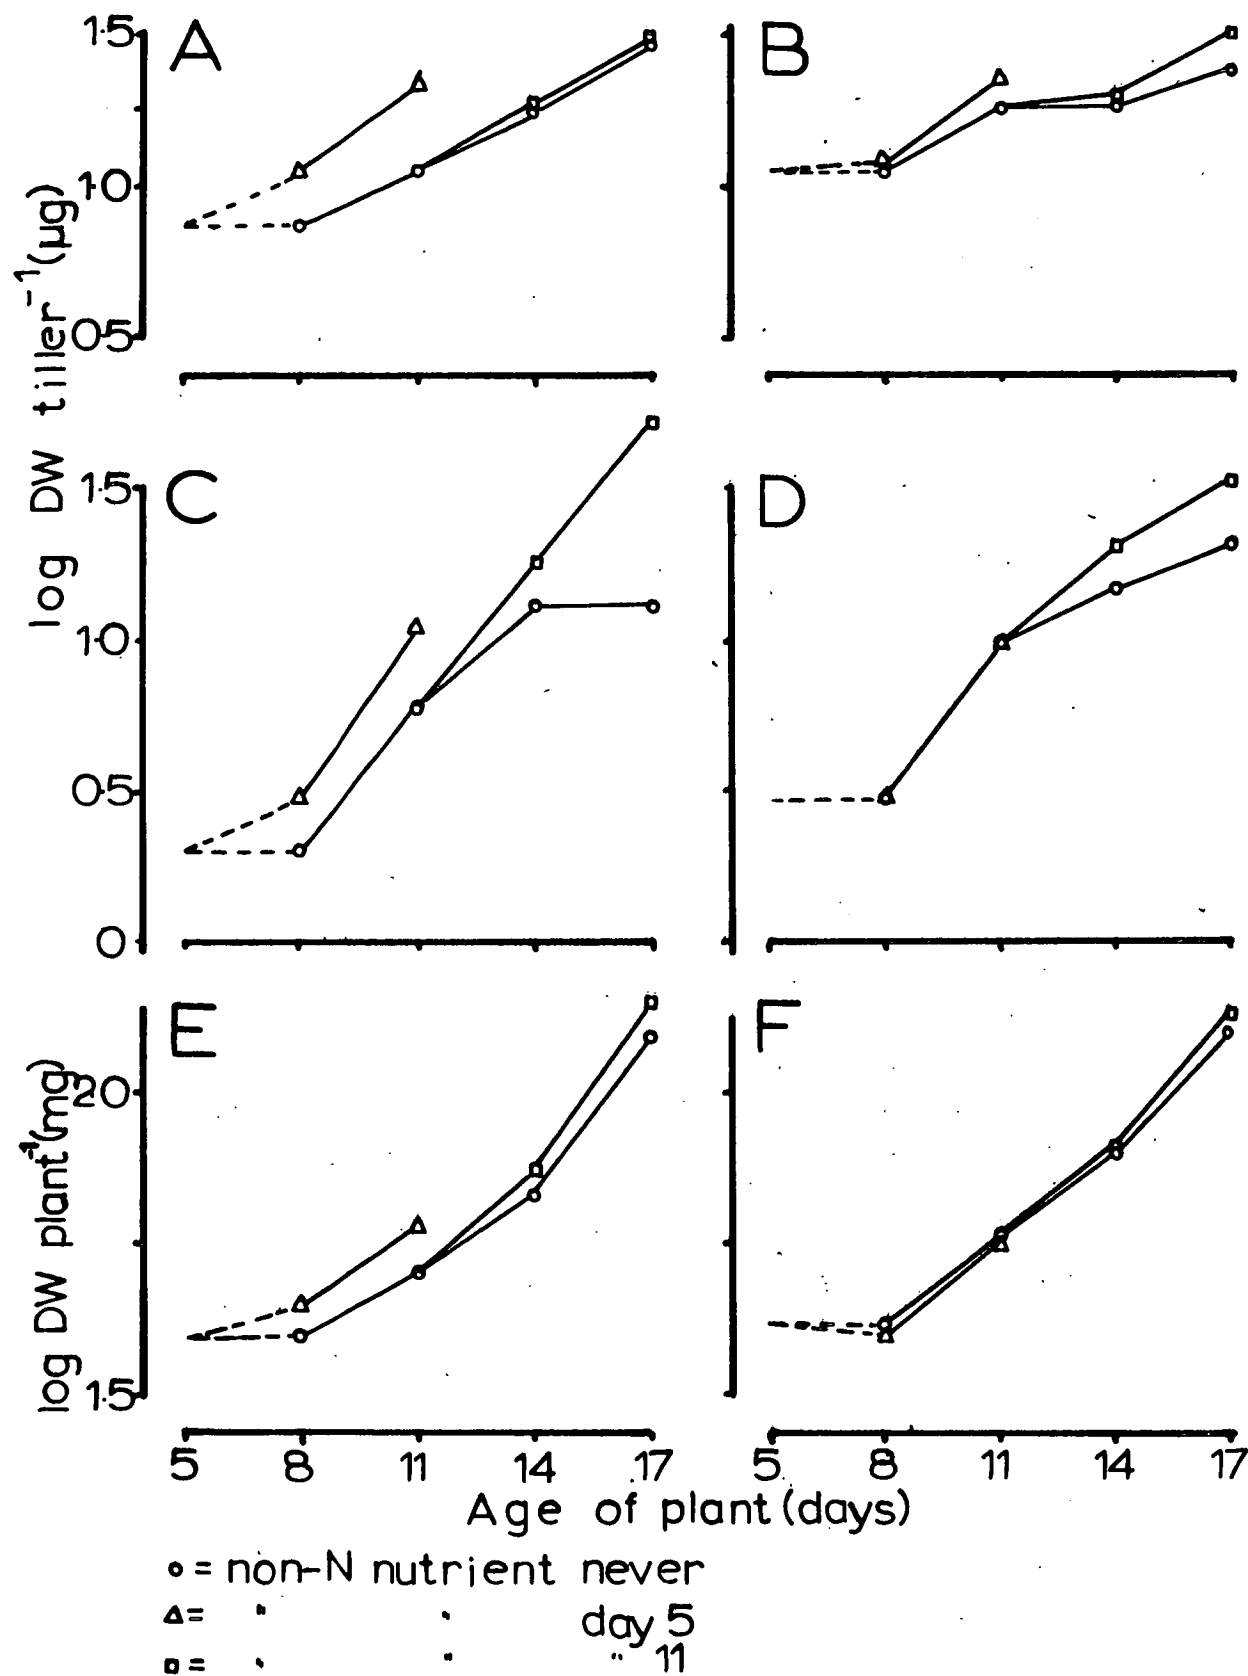 A
B
1·5
1·0
0·5
log DW tiller⁻¹ (µg)
C
D
1·5
1·0
0·5
0
E
F
2·0
1·5
log DW plant⁻¹ (mg)
5 8 11 14 17 5 8 11 14 17
Age of plant (days)
o = non-N nutrient never
△ = " " day 5
□ = " " " 11